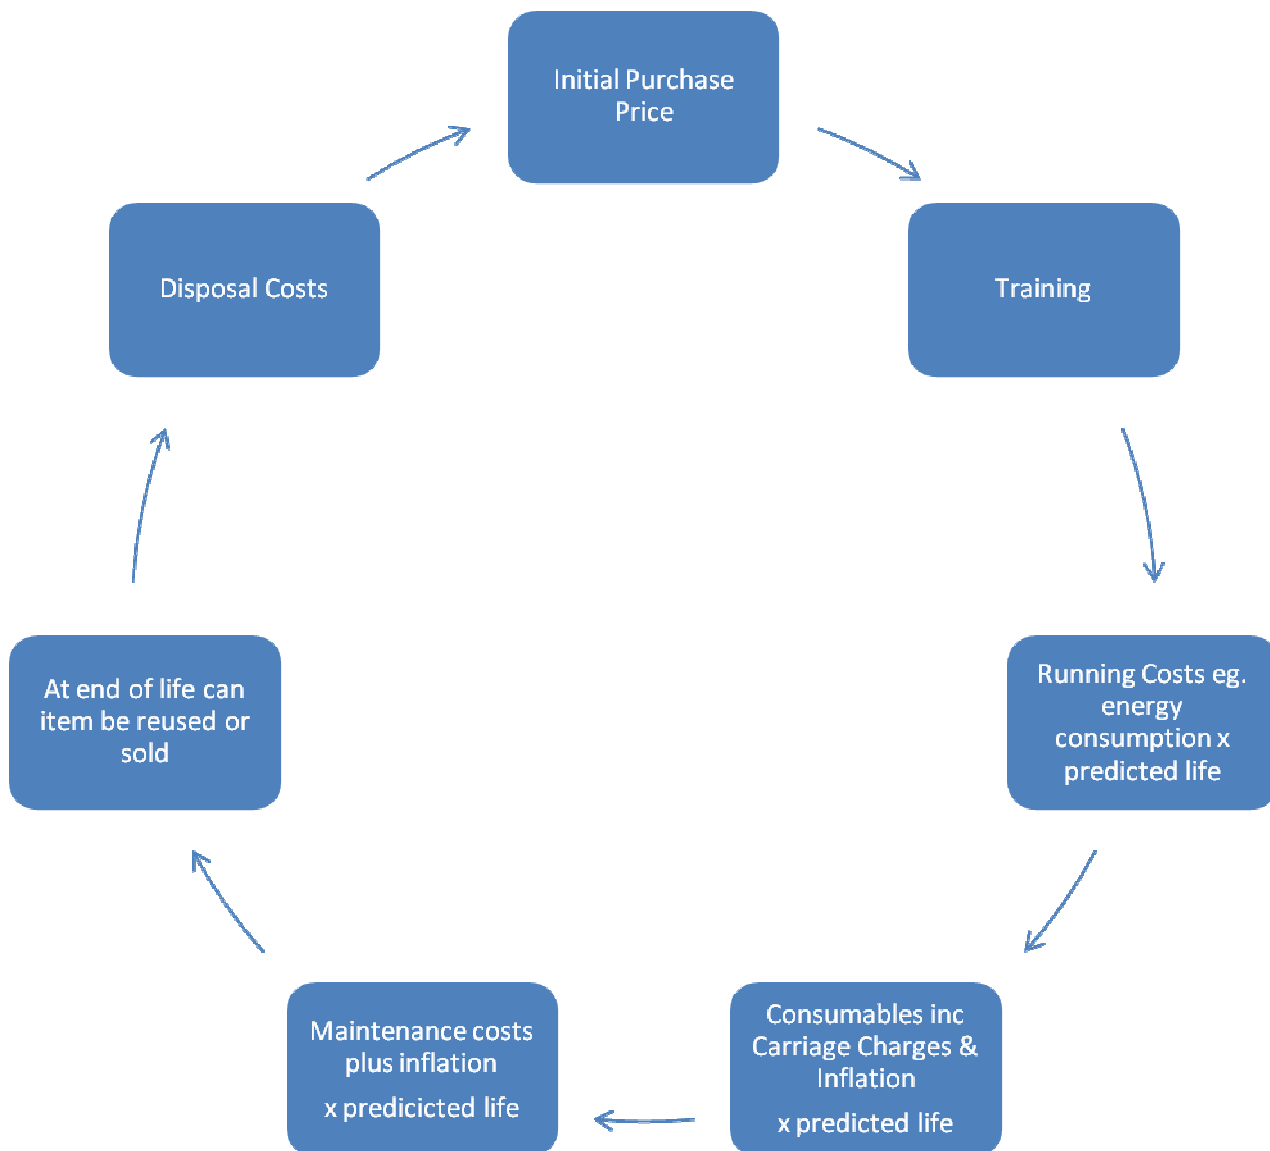 Initial Purchase
Price
Training
Running Costs eg.
energy
consumption x
predicted life
Consumables inc
Carriage Charges &
Inflation
x predicted life
Maintenance costs
plus inflation
x predicicted life
At end of life can
item be reused or
sold
Disposal Costs